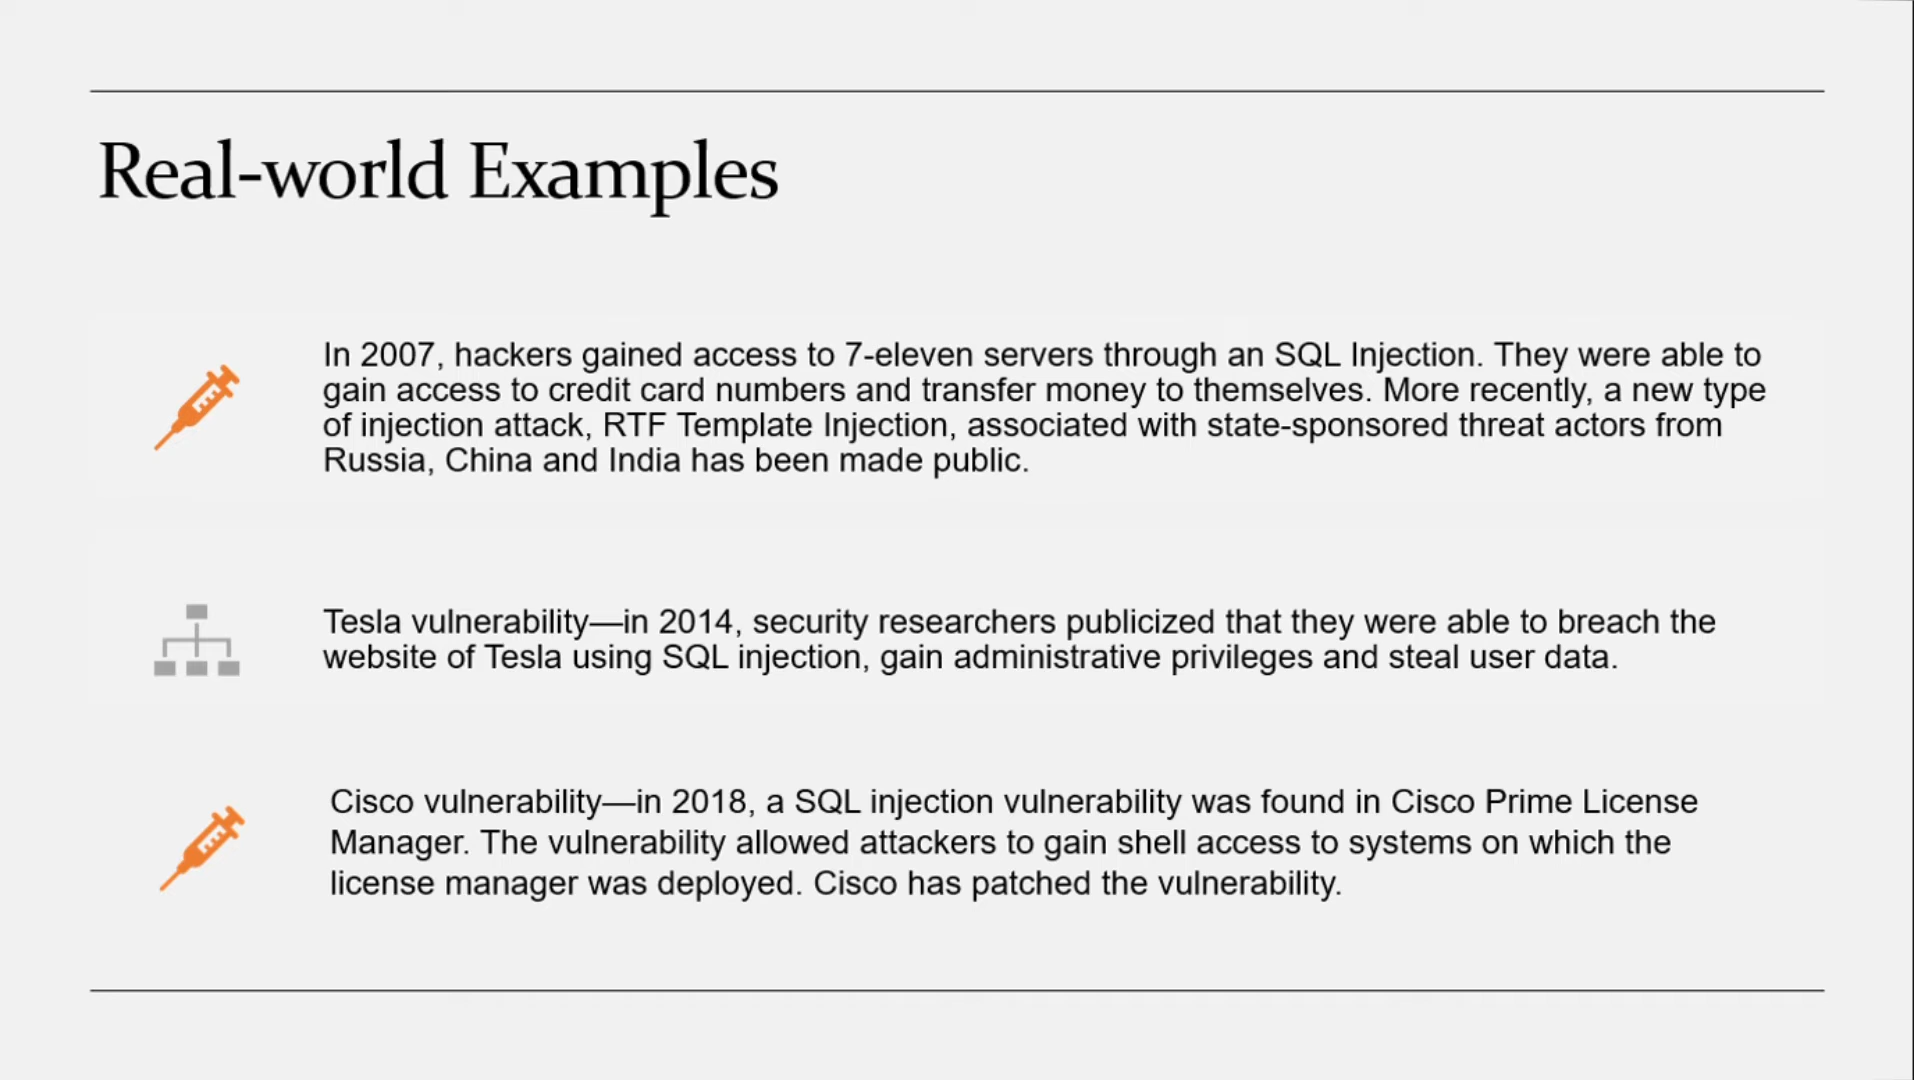 Real-world Examples
In 2007, hackers gained access to 7-eleven servers through an SQL Injection. They were able to
gain access to credit card numbers and transfer money to themselves. More recently, a new type
of injection attack, RTF Template Injection, associated with state-sponsored threat actors from
Russia, China and India has been made public.
Tesla vulnerability—in 2014, security researchers publicized that they were able to breach the
website of Tesla using SQL injection, gain administrative privileges and steal user data.
Cisco vulnerability—in 2018, a SQL injection vulnerability was found in Cisco Prime License
Manager. The vulnerability allowed attackers to gain shell access to systems on which the
license manager was deployed. Cisco has patched the vulnerability.